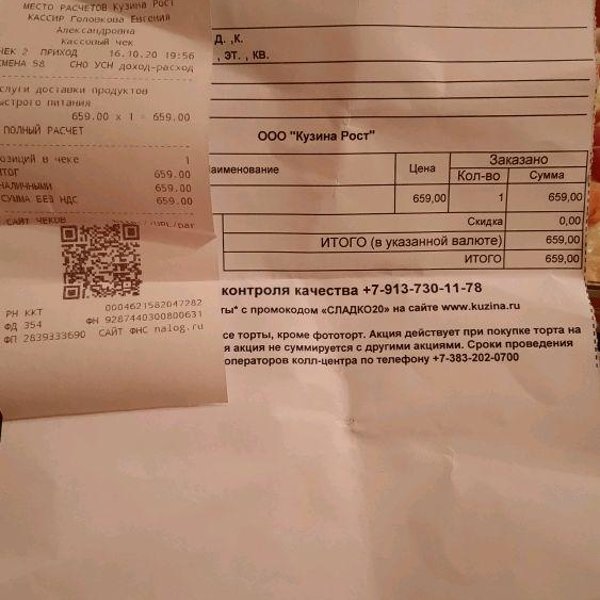 МЕСТО РАСЧЕТОВ Кузина Рост
КАССИР Головкова Евгения
Александровна
Кассовый чек
ЧЕК 2 ПРИХОД 16.10.20 19:56
СМЕНА 58 СНО УСН доход-расход
слуги доставки продуктов
ыстрого питания
659.00 х 1 = 659.00
ПОЛНЫЙ РАСЧЕТ
озиций в чеке 1
ИТОГ 659.00
НАЛИЧНЫМИ 659.00
СУММА БЕЗ НДС 659.00
САЙТ ЧЕКОВ
РН ККТ 0004621582047282
ФД 354 ФН 9287440300800631
ФП 2839333690 САЙТ ФНС nalog.ru
Д. ,К.
, ЭТ. , КВ.
ООО "Кузина Рост"
аименование Цена Заказано
Кол-во Сумма
659,00 1 659,00
Скидка 0,00
ИТОГО (в указанной валюте) 659,00
ИТОГО 659,00
контроля качества +7-913-730-11-78
ты* с промокодом «СЛАДКО20» на сайте www.kuzina.ru
се торты, кроме фототорт. Акция действует при покупке торта на
я акция не суммируется с другими акциями. Сроки проведения
операторов колл-центра по телефону +7-383-202-0700